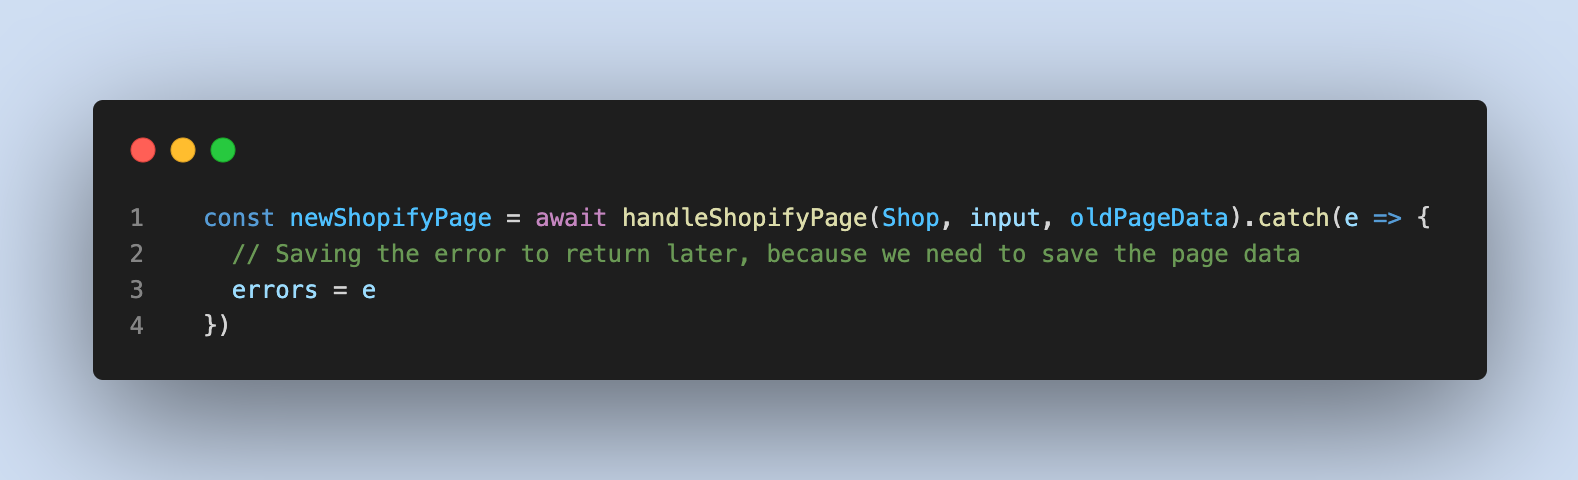 1 const newShopifyPage = await handleShopifyPage(Shop, input, oldPageData).catch(e => {
2 // Saving the error to return later, because we need to save the page data
3 errors = e
4 })